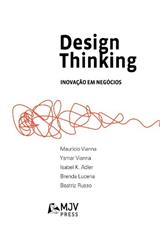 Design
Thinking
INOVAÇÃO EM NEGÓCIOS
Maurício Vianna
Ysmar Vianna
Isabel K. Adler
Brenda Lucena
Beatriz Russo
MJV
PRESS